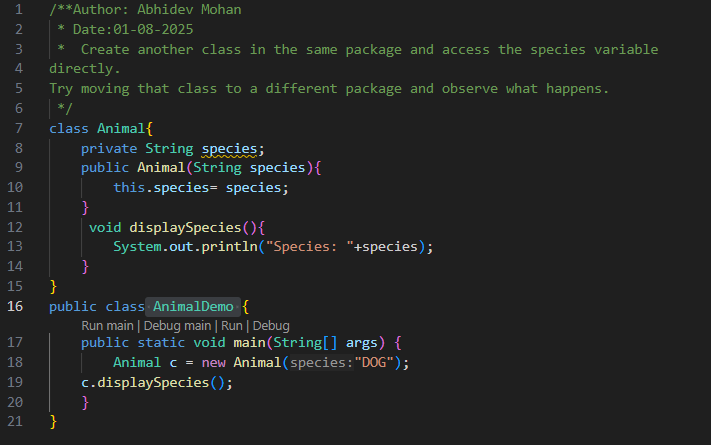 1 /**Author: Abhidev Mohan
2  * Date:01-08-2025
3  *  Create another class in the same package and access the species variable
4 directly.
5 Try moving that class to a different package and observe what happens.
6  */
7 class Animal{
8     private String species;
9     public Animal(String species){
10         this.species= species;
11     }
12      void displaySpecies(){
13         System.out.println("Species: "+species);
14     }
15 }
16 public class AnimalDemo {
Run main | Debug main | Run | Debug
17     public static void main(String[] args) {
18         Animal c = new Animal(species:"DOG");
19     c.displaySpecies();
20     }
21 }